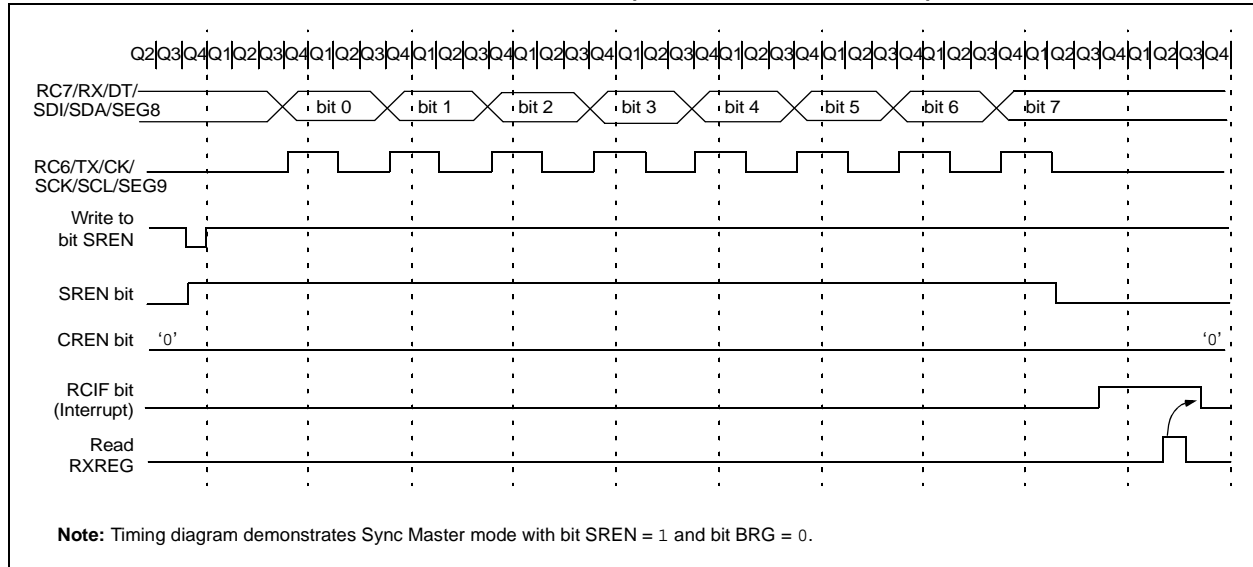 Q2 Q3 Q4 Q1 Q2 Q3 Q4 Q1 Q2 Q3 Q4 Q1 Q2 Q3 Q4 Q1 Q2 Q3 Q4 Q1 Q2 Q3 Q4 Q1 Q2 Q3 Q4 Q1 Q2 Q3 Q4 Q1 Q2 Q3 Q4 Q1 Q2 Q3 Q4 Q1 Q2 Q3 Q4
RC7/RX/DT/
SDI/SDA/SEG8
bit 0 bit 1 bit 2 bit 3 bit 4 bit 5 bit 6 bit 7
RC6/TX/CK/
SCK/SCL/SEG9
Write to
bit SREN
SREN bit
CREN bit ‘0’ ‘0’
RCIF bit
(Interrupt)
Read
RXREG
Note: Timing diagram demonstrates Sync Master mode with bit SREN = 1 and bit BRG = 0.